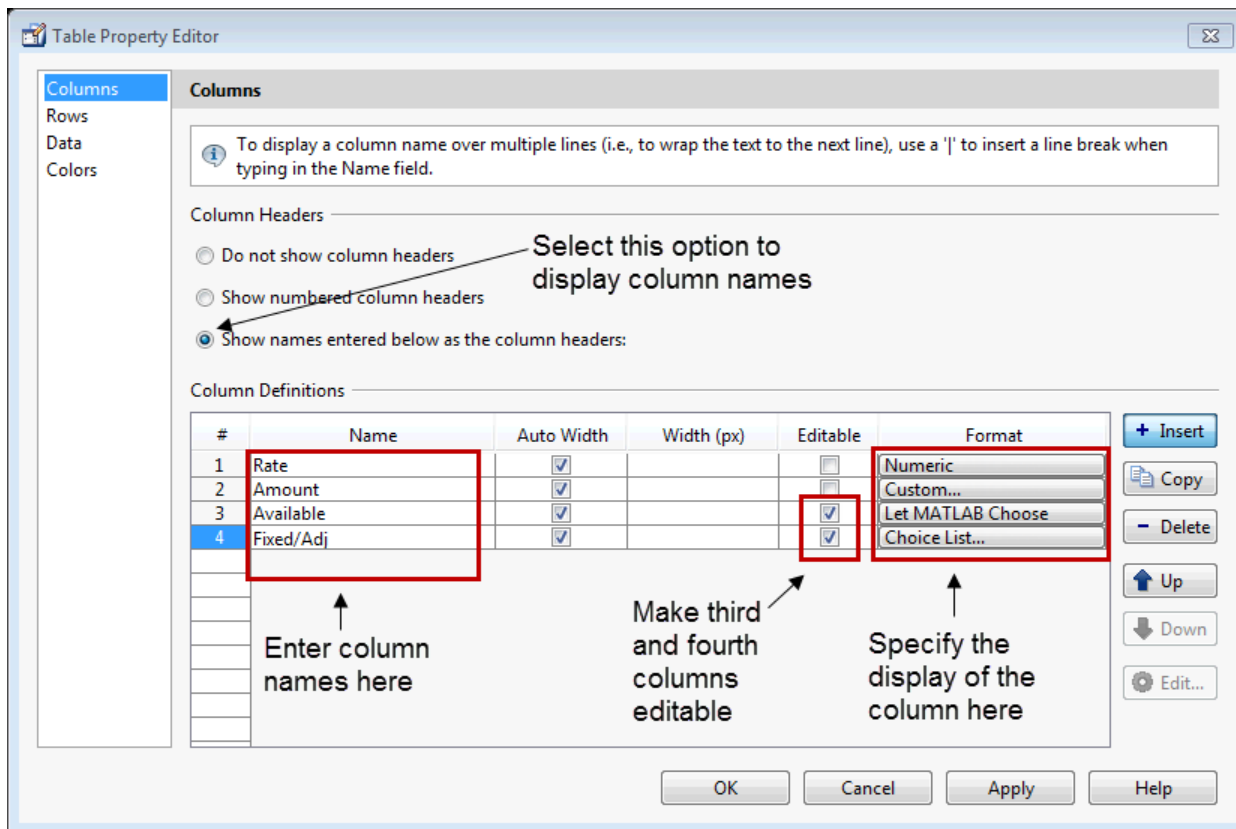 Table Property Editor
Columns
Rows
Data
Colors
Columns
To display a column name over multiple lines (i.e., to wrap the text to the next line), use a '|' to insert a line break when
typing in the Name field.
Column Headers
Do not show column headers
Show numbered column headers
Show names entered below as the column headers:
Select this option to
display column names
Column Definitions
# Name Auto Width Width (px) Editable Format
1 Rate Numeric
2 Amount Custom...
3 Available Let MATLAB Choose
4 Fixed/Adj Choice List...
Enter column
names here
Make third
and fourth
columns
editable
Specify the
display of the
column here
+ Insert
Copy
- Delete
Up
Down
Edit...
OK Cancel Apply Help